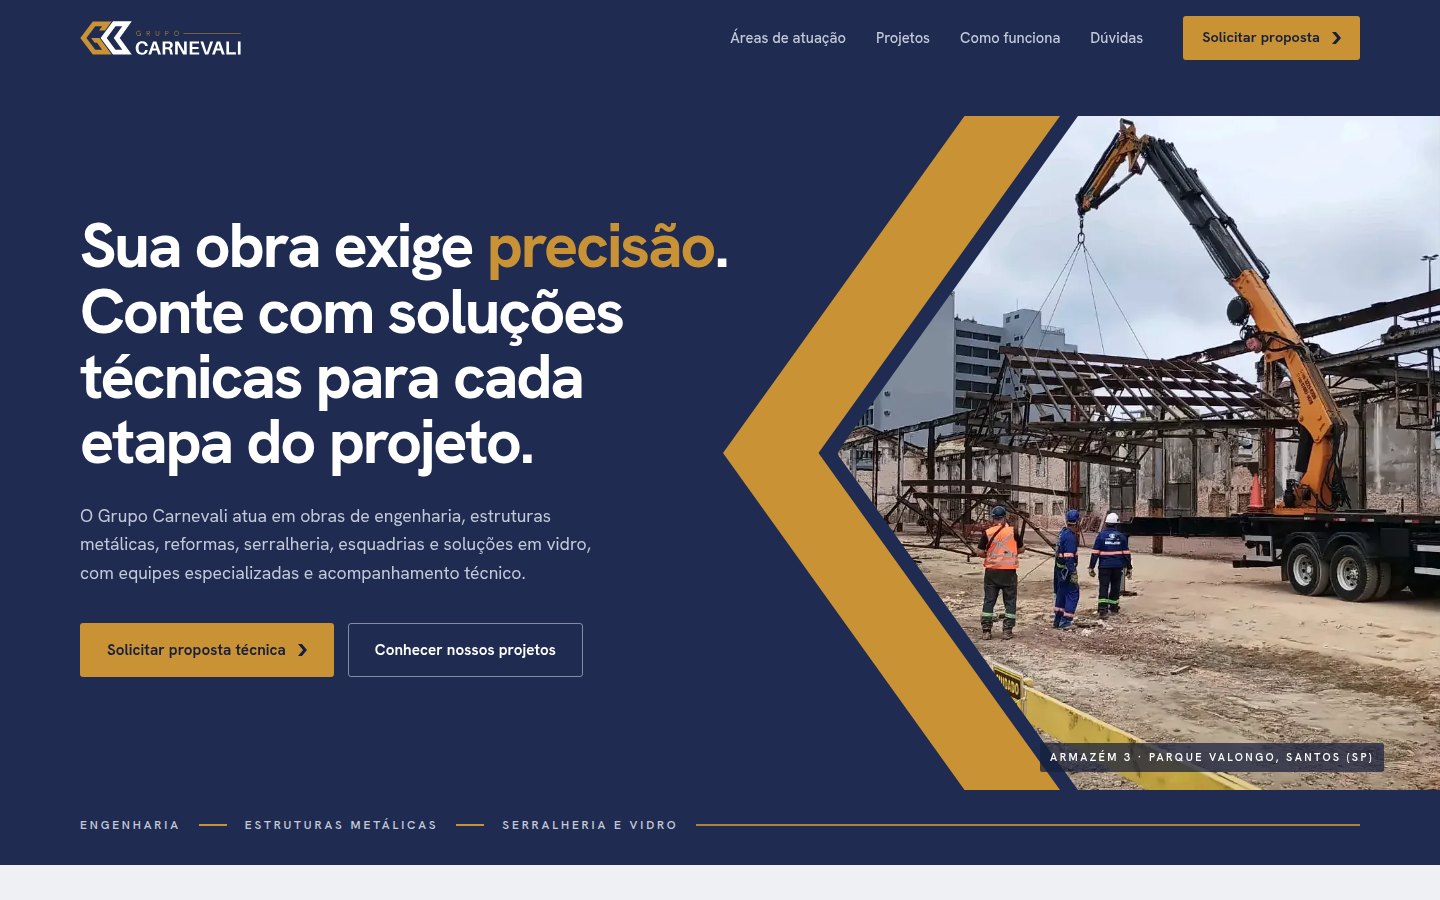 GRUPO
CARNEVALI
Áreas de atuação
Projetos
Como funciona
Dúvidas
Solicitar proposta
Sua obra exige precisão.
Conte com soluções
técnicas para cada
etapa do projeto.
O Grupo Carnevali atua em obras de engenharia, estruturas
metálicas, reformas, serralheria, esquadrias e soluções em vidro,
com equipes especializadas e acompanhamento técnico.
Solicitar proposta técnica
Conhecer nossos projetos
ARMAZÉM 3 · PARQUE VALONGO, SANTOS (SP)
ENGENHARIA
ESTRUTURAS METÁLICAS
SERRALHERIA E VIDRO